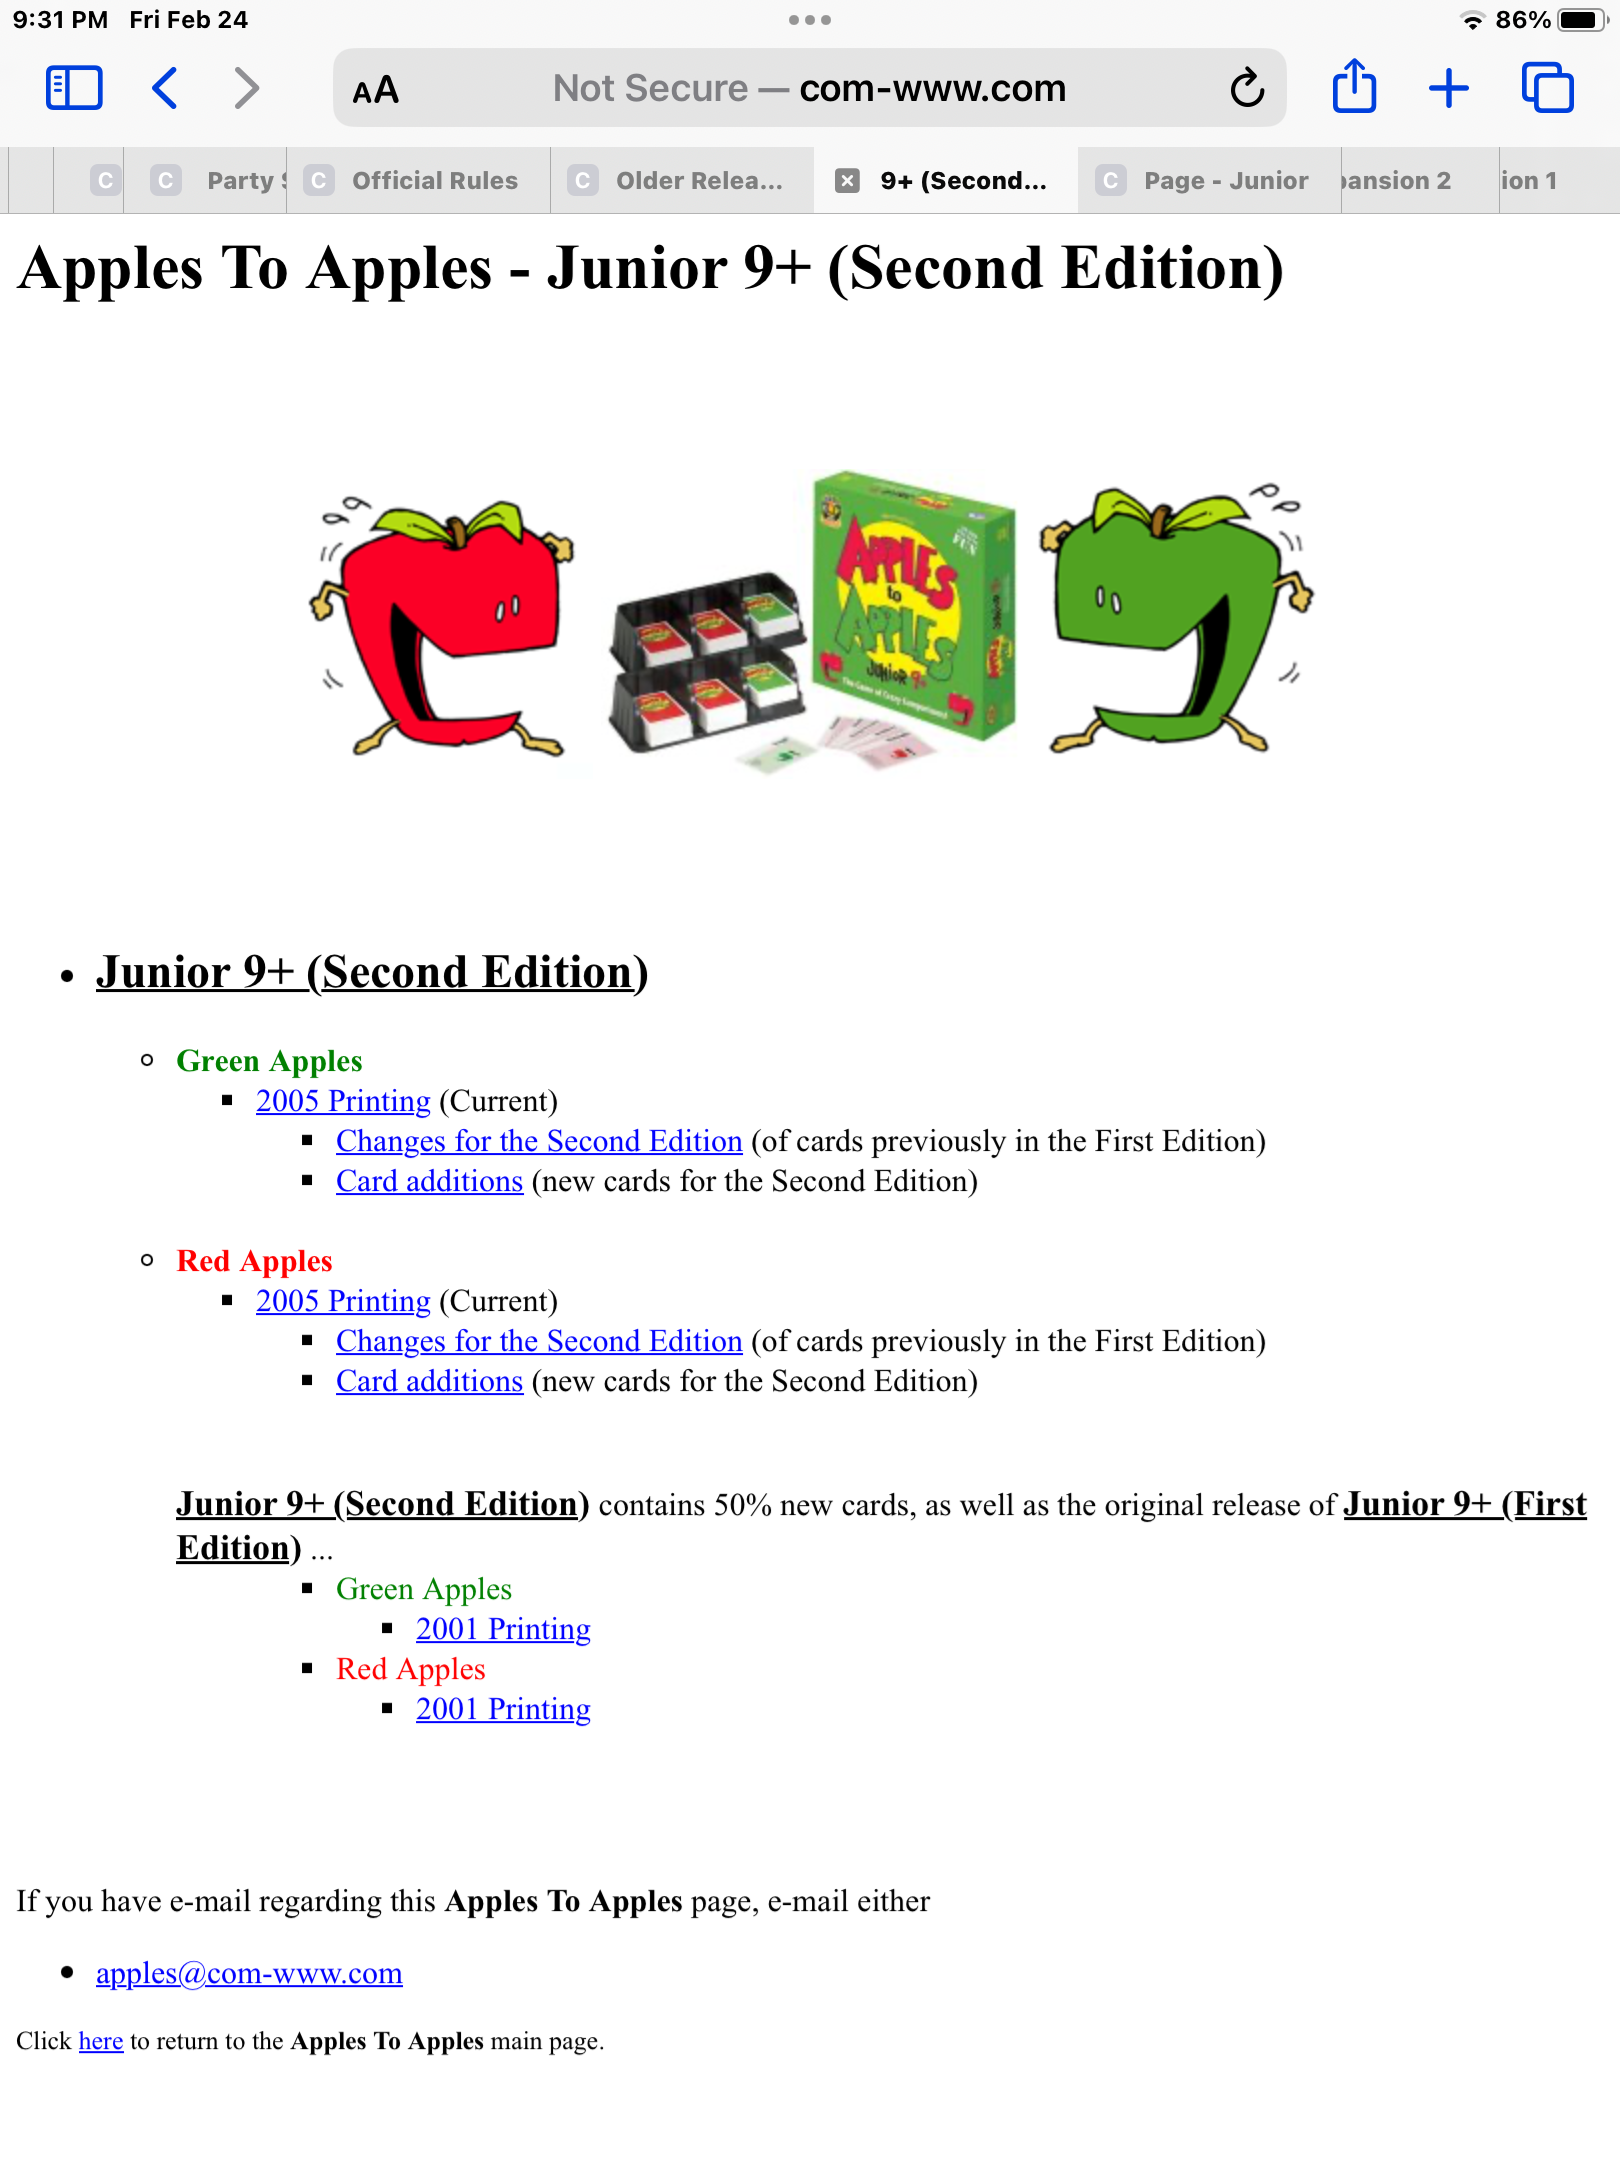 9:31 PM Fri Feb 24
86%
AA Not Secure — com-www.com
C
C Party
C Official Rules
C Older Relea...
9+ (Second...
C Page - Junior
pansion 2
ion 1
Apples To Apples - Junior 9+ (Second Edition)
APPLES
to
APPLES
JUNIOR 9+
The Game of Crazy Comparisons!
• Junior 9+ (Second Edition)
Green Apples
2005 Printing (Current)
Changes for the Second Edition (of cards previously in the First Edition)
Card additions (new cards for the Second Edition)
Red Apples
2005 Printing (Current)
Changes for the Second Edition (of cards previously in the First Edition)
Card additions (new cards for the Second Edition)
Junior 9+ (Second Edition) contains 50% new cards, as well as the original release of Junior 9+ (First
Edition) ...
Green Apples
2001 Printing
Red Apples
2001 Printing
If you have e-mail regarding this Apples To Apples page, e-mail either
• apples@com-www.com
Click here to return to the Apples To Apples main page.